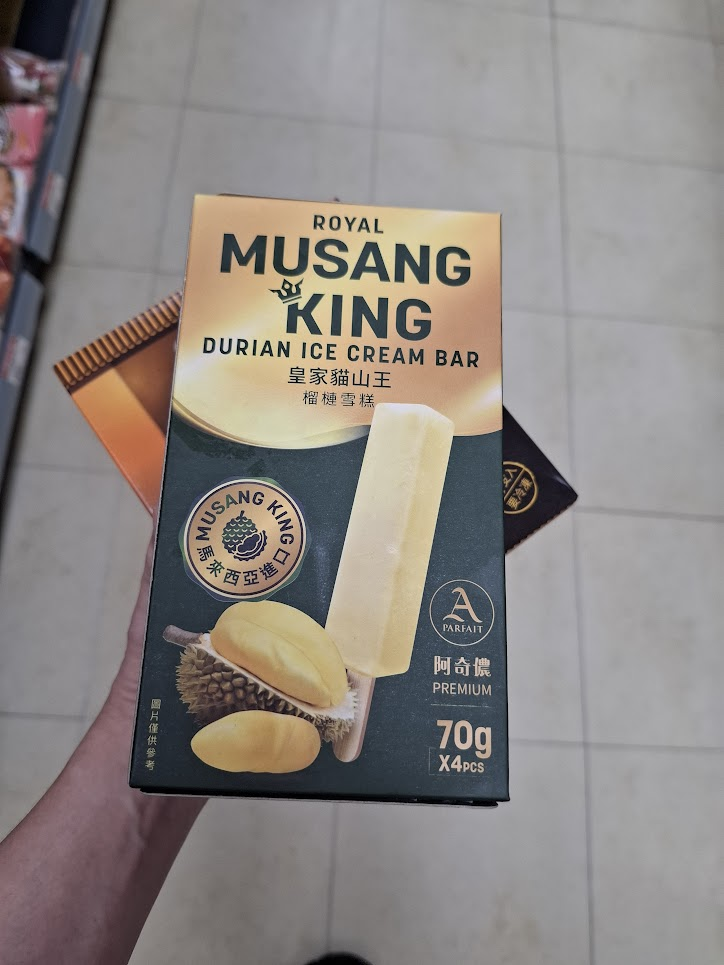 ROYAL
MUSANG
KING
DURIAN ICE CREAM BAR
皇家貓山王
榴槤雪糕
MUSANG KING
馬來西亞進口
A
PARFAIT
阿奇儂
PREMIUM
70g
X4PCS
圖片僅供參考